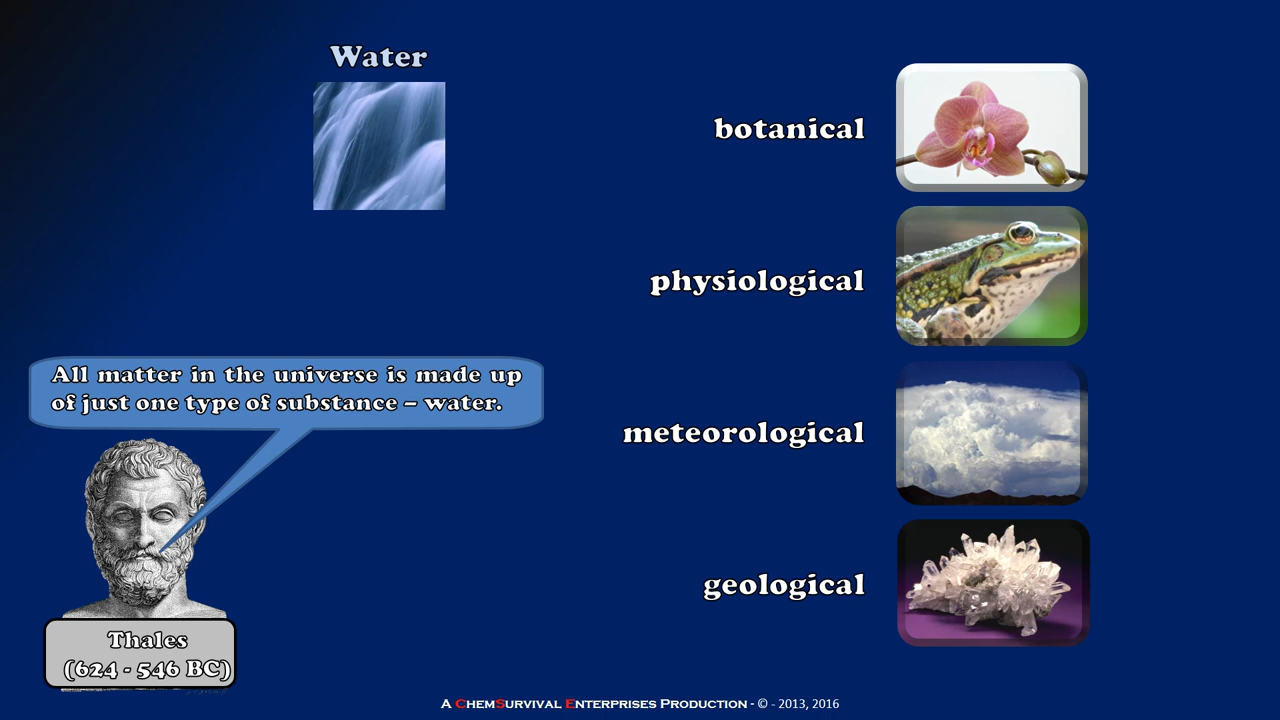 Water
botanical
physiological
meteorological
geological
All matter in the universe is made up
of just one type of substance – water.
Thales
(624 - 546 BC)
A ChemSurvival Enterprises Production - © - 2013, 2016